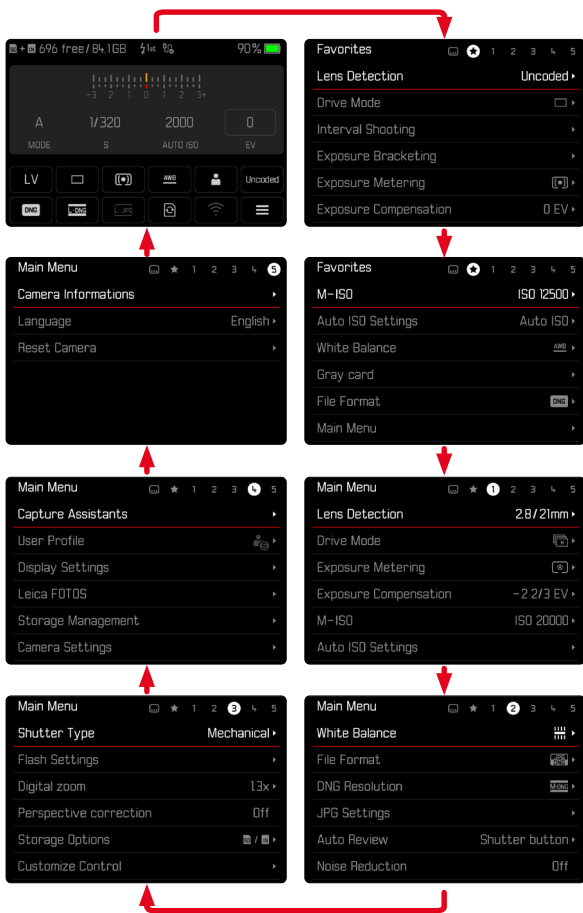 SD + IN 696 free / 84.1GB 1st 90%
-3 2 1 0 1 2 3+
A 1/320 2000 0
MODE S AUTO ISO EV
LV AWB Uncoded
DNG L-DNG L-JPG
Favorites 1 2 3 4 5
Lens Detection Uncoded
Drive Mode
Interval Shooting
Exposure Bracketing
Exposure Metering
Exposure Compensation 0 EV
Main Menu 1 2 3 4 5
Camera Informations
Language English
Reset Camera
Favorites 1 2 3 4 5
M-ISO ISO 12500
Auto ISO Settings Auto ISO
White Balance AWB
Gray card
File Format DNG
Main Menu
Main Menu 1 2 3 4 5
Capture Assistants
User Profile
Display Settings
Leica FOTOS
Storage Management
Camera Settings
Main Menu 1 2 3 4 5
Lens Detection 2.8/21mm
Drive Mode
Exposure Metering
Exposure Compensation -2 2/3 EV
M-ISO ISO 20000
Auto ISO Settings
Main Menu 1 2 3 4 5
Shutter Type Mechanical
Flash Settings
Digital zoom 1.3x
Perspective correction Off
Storage Options SD / IN
Customize Control
Main Menu 1 2 3 4 5
White Balance
File Format
DNG Resolution M-DNG
JPG Settings
Auto Review Shutter button
Noise Reduction Off